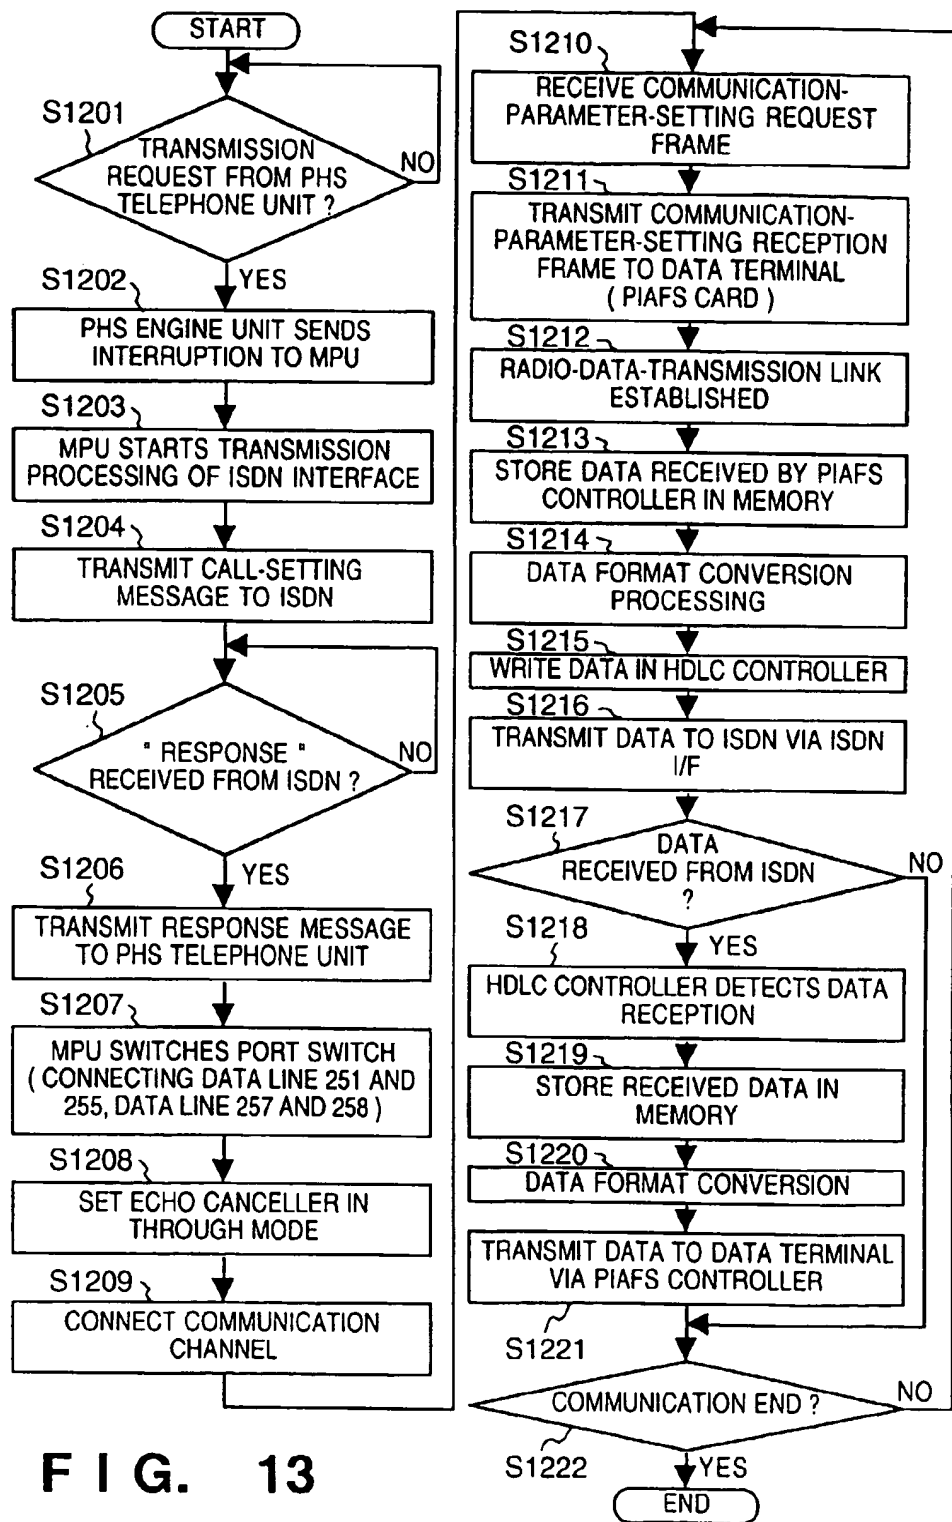 START
S1201
TRANSMISSION
REQUEST FROM PHS
TELEPHONE UNIT ?
NO
YES
S1202
PHS ENGINE UNIT SENDS
INTERRUPTION TO MPU
S1203
MPU STARTS TRANSMISSION
PROCESSING OF ISDN INTERFACE
S1204
TRANSMIT CALL-SETTING
MESSAGE TO ISDN
S1205
" RESPONSE "
RECEIVED FROM ISDN ?
NO
YES
S1206
TRANSMIT RESPONSE MESSAGE
TO PHS TELEPHONE UNIT
S1207
MPU SWITCHES PORT SWITCH
( CONNECTING DATA LINE 251 AND
255, DATA LINE 257 AND 258 )
S1208
SET ECHO CANCELLER IN
THROUGH MODE
S1209
CONNECT COMMUNICATION
CHANNEL
S1210
RECEIVE COMMUNICATION-
PARAMETER-SETTING REQUEST
FRAME
S1211
TRANSMIT COMMUNICATION-
PARAMETER-SETTING RECEPTION
FRAME TO DATA TERMINAL
( PIAFS CARD )
S1212
RADIO-DATA-TRANSMISSION LINK
ESTABLISHED
S1213
STORE DATA RECEIVED BY PIAFS
CONTROLLER IN MEMORY
S1214
DATA FORMAT CONVERSION
PROCESSING
S1215
WRITE DATA IN HDLC CONTROLLER
S1216
TRANSMIT DATA TO ISDN VIA ISDN
I/F
S1217
DATA
RECEIVED FROM ISDN
?
NO
YES
S1218
HDLC CONTROLLER DETECTS DATA
RECEPTION
S1219
STORE RECEIVED DATA IN
MEMORY
S1220
DATA FORMAT CONVERSION
TRANSMIT DATA TO DATA TERMINAL
VIA PIAFS CONTROLLER
S1221
COMMUNICATION END ?
NO
S1222
YES
END
FIG. 13